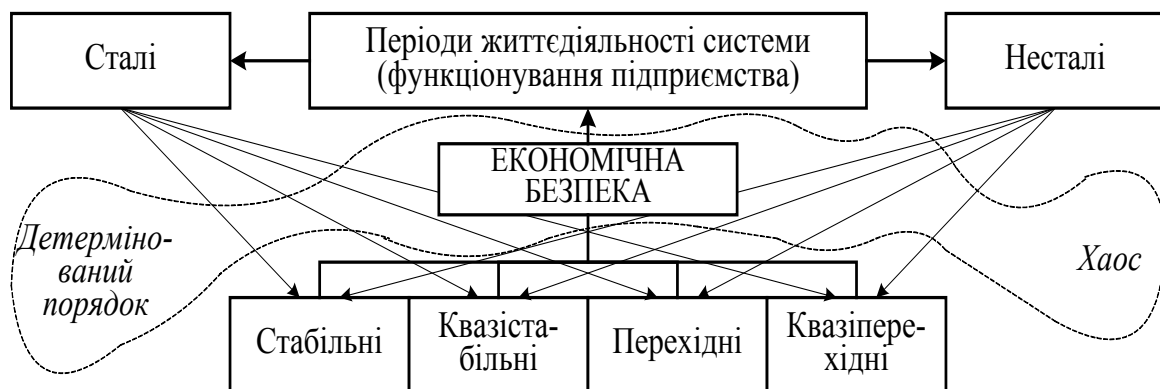 Сталі
Періоди життєдіяльності системи
(функціонування підприємства)
Несталі
ЕКОНОМІЧНА
БЕЗПЕКА
Детерміно-
ваний
порядок
Хаос
Стабільні
Квазіста-
більні
Перехідні
Квазіпере-
хідні